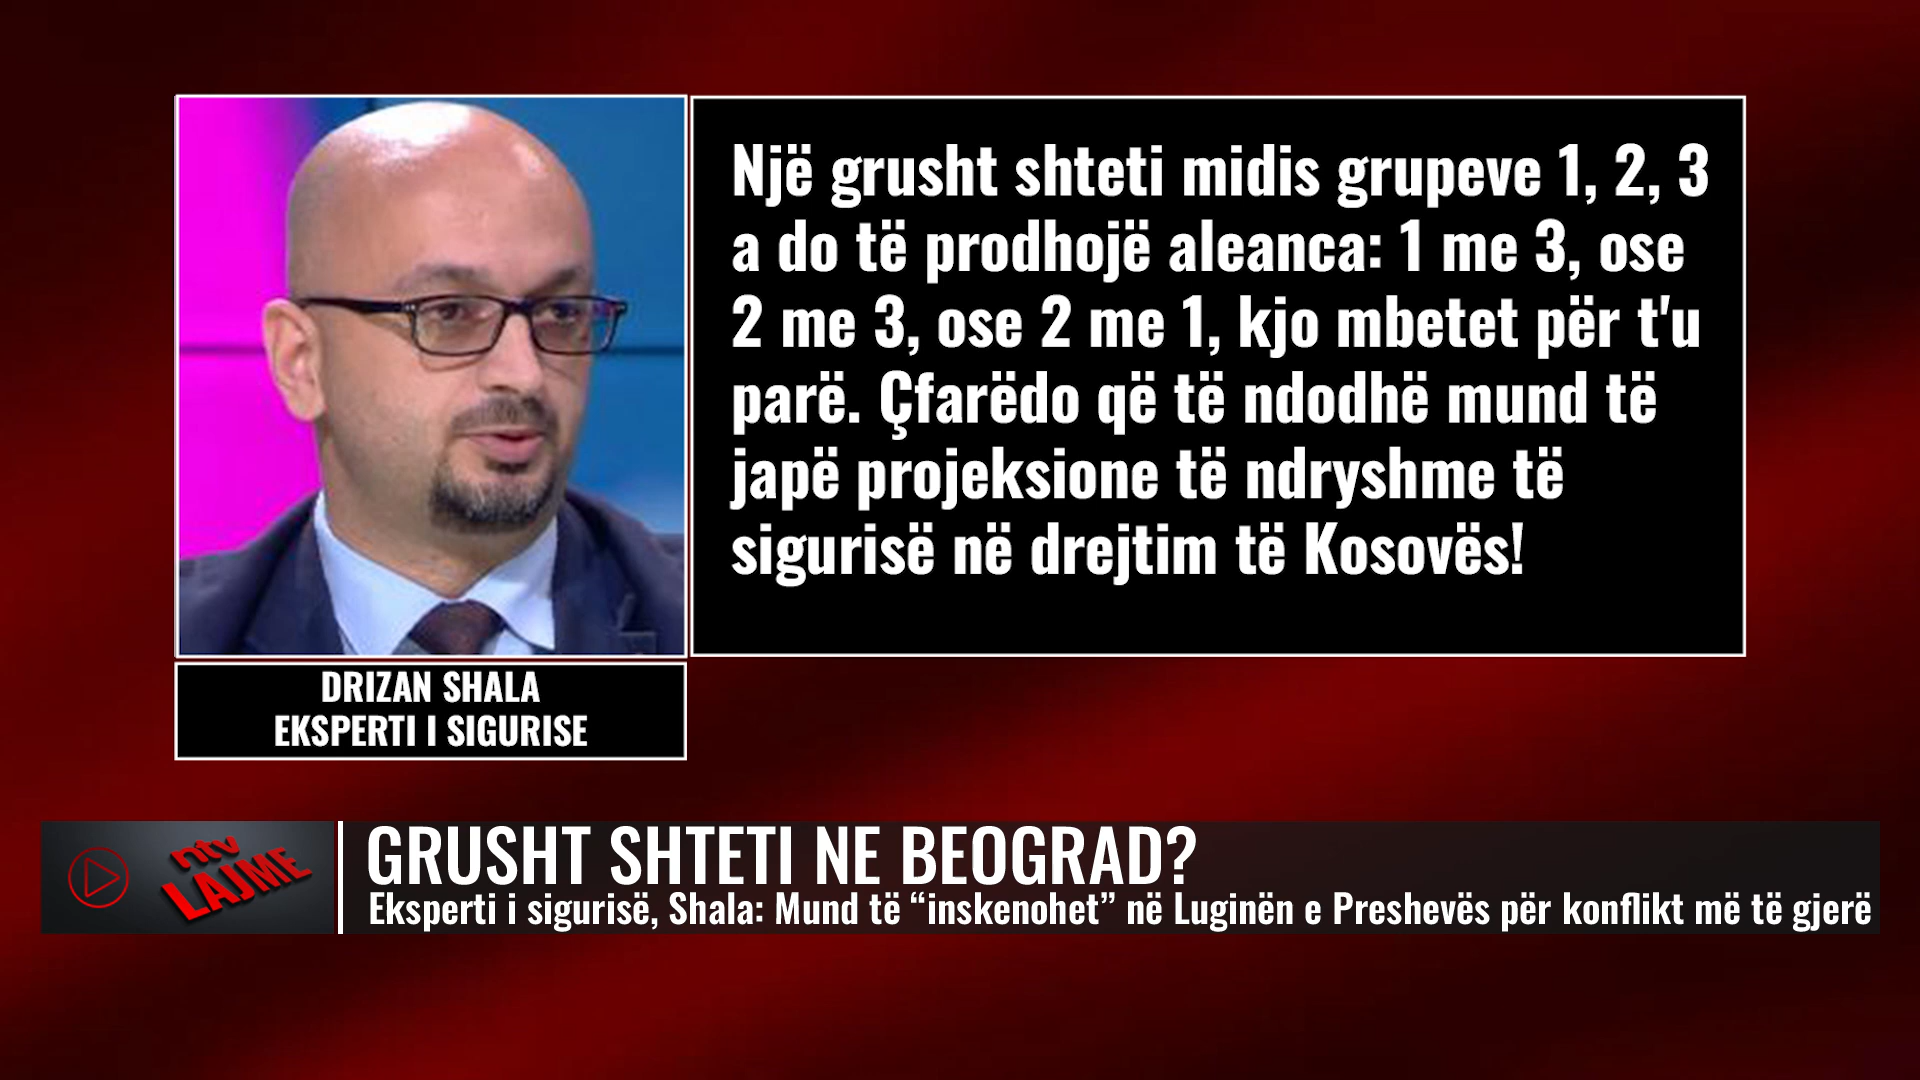 Një grusht shteti midis grupeve 1, 2, 3
a do të prodhojë aleanca: 1 me 3, ose
2 me 3, ose 2 me 1, kjo mbetet për t'u
parë. Çfarëdo që të ndodhë mund të
japë projeksione të ndryshme të
sigurisë në drejtim të Kosovës!
DRIZAN SHALA
EKSPERTI I SIGURISE
ntv
LAJME
GRUSHT SHTETI NE BEOGRAD?
Eksperti i sigurisë, Shala: Mund të “inskenohet” në Luginën e Preshevës për konflikt më të gjerë